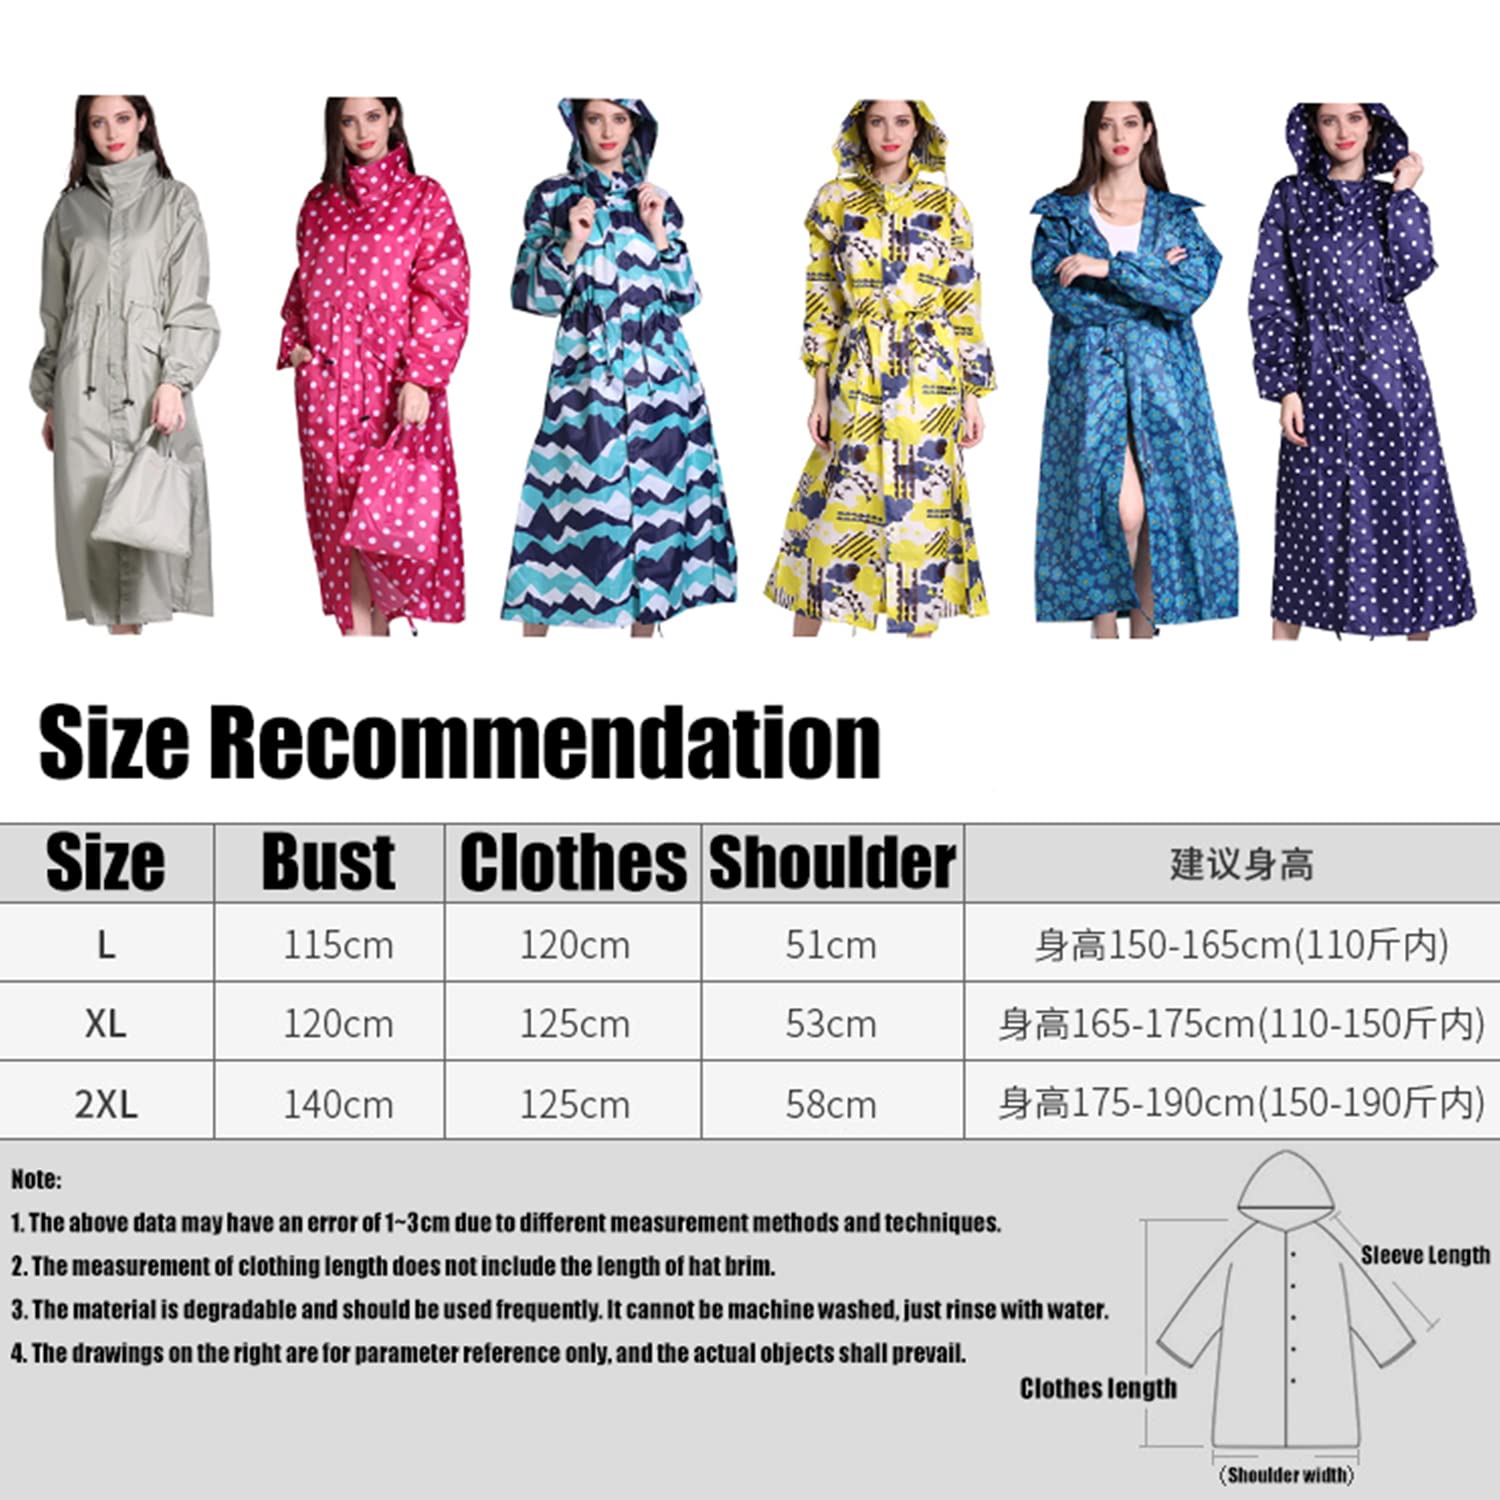 Size Recommendation
Size Bust Clothes Shoulder 建议身高
L 115cm 120cm 51cm 身高150-165cm(110斤内)
XL 120cm 125cm 53cm 身高165-175cm(110-150斤内)
2XL 140cm 125cm 58cm 身高175-190cm(150-190斤内)
Note:
1. The above data may have an error of 1~3cm due to different measurement methods and techniques.
2. The measurement of clothing length does not include the length of hat brim.
3. The material is degradable and should be used frequently. It cannot be machine washed, just rinse with water.
4. The drawings on the right are for parameter reference only, and the actual objects shall prevail.
Sleeve Length
Clothes length
(Shoulder width)